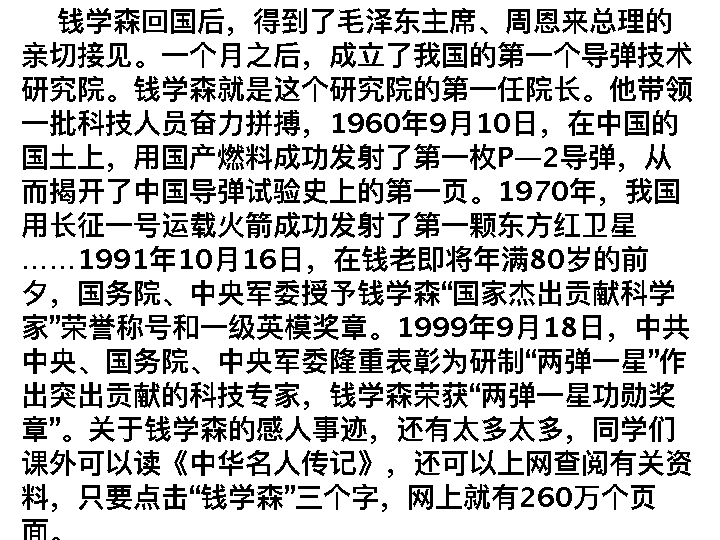 钱学森回国后，得到了毛泽东主席、周恩来总理的
亲切接见。一个月之后，成立了我国的第一个导弹技术
研究院。钱学森就是这个研究院的第一任院长。他带领
一批科技人员奋力拼搏，1960年9月10日，在中国的
国土上，用国产燃料成功发射了第一枚P—2导弹，从
而揭开了中国导弹试验史上的第一页。1970年，我国
用长征一号运载火箭成功发射了第一颗东方红卫星
……1991年10月16日，在钱老即将年满80岁的前
夕，国务院、中央军委授予钱学森“国家杰出贡献科学
家”荣誉称号和一级英模奖章。1999年9月18日，中共
中央、国务院、中央军委隆重表彰为研制“两弹一星”作
出突出贡献的科技专家，钱学森荣获“两弹一星功勋奖
章”。关于钱学森的感人事迹，还有太多太多，同学们
课外可以读《中华名人传记》，还可以上网查阅有关资
料，只要点击“钱学森”三个字，网上就有260万个页
面。